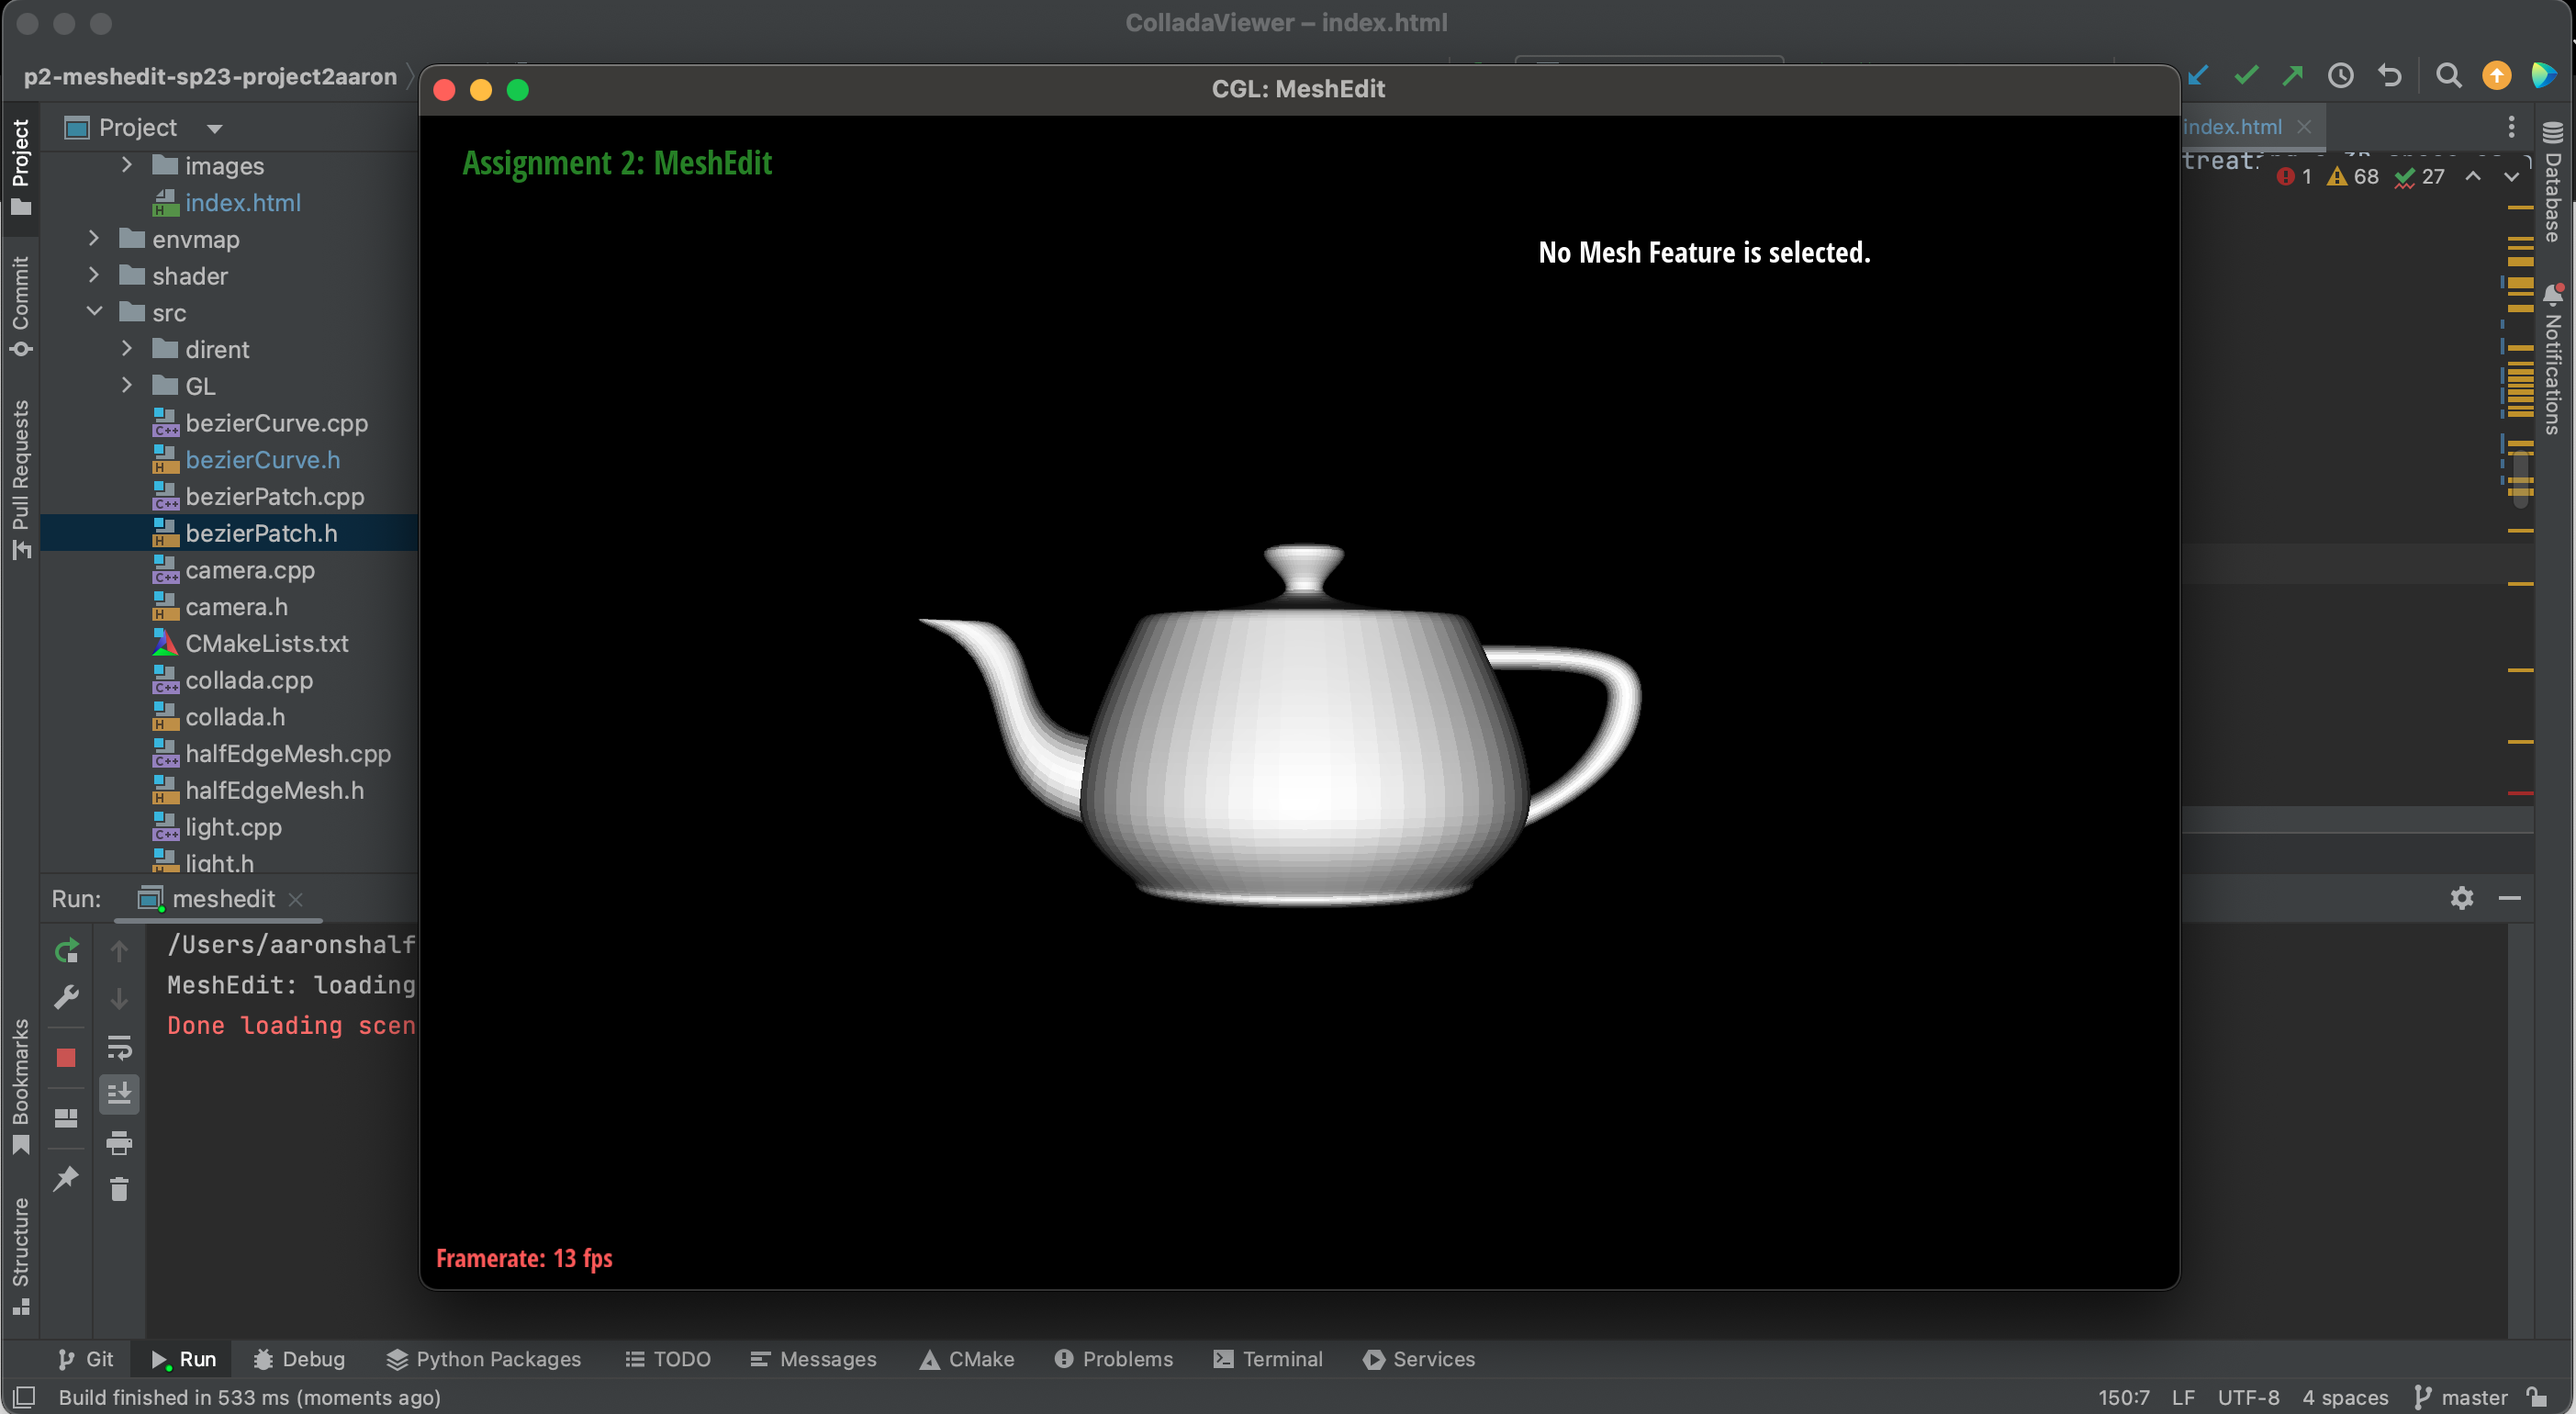 ColladaViewer – index.html
p2-meshedit-sp23-project2aaron
CGL: MeshEdit
Project
index.html
Assignment 2: MeshEdit
treating a 3D
1 68 27
No Mesh Feature is selected.
images
index.html
envmap
shader
src
dirent
GL
bezierCurve.cpp
bezierCurve.h
bezierPatch.cpp
bezierPatch.h
camera.cpp
camera.h
CMakeLists.txt
collada.cpp
collada.h
halfEdgeMesh.cpp
halfEdgeMesh.h
light.cpp
light.h
Project
Commit
Pull Requests
Bookmarks
Structure
Database
Notifications
Run: meshedit
/Users/aaronshalf
MeshEdit: loading
Done loading scen
Framerate: 13 fps
Git Run Debug Python Packages TODO Messages CMake Problems Terminal Services
Build finished in 533 ms (moments ago)
150:7 LF UTF-8 4 spaces master